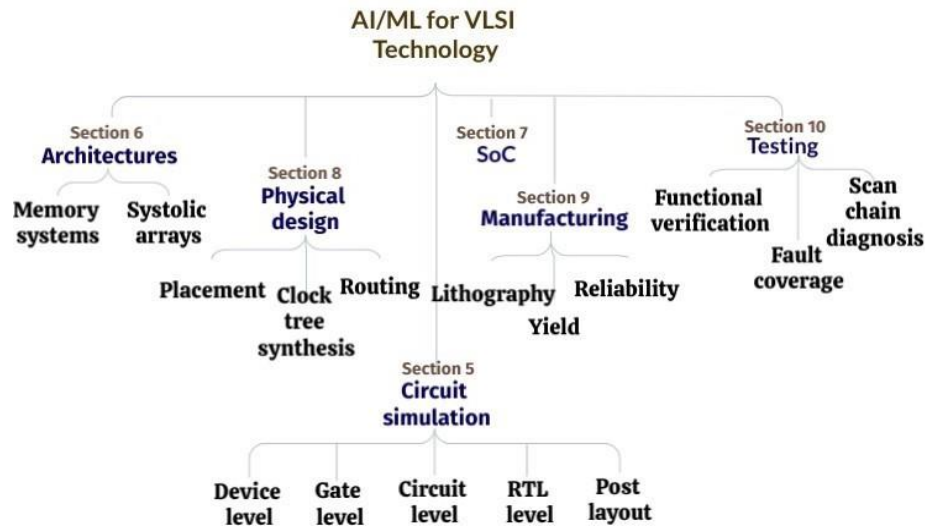 AI/ML for VLSI
Technology
Section 6
Architectures
Memory
systems
Systolic
arrays
Section 8
Physical
design
Placement
Clock
tree
synthesis
Routing
Section 7
SoC
Section 9
Manufacturing
Lithography
Yield
Reliability
Section 10
Testing
Functional
verification
Fault
coverage
Scan
chain
diagnosis
Section 5
Circuit
simulation
Device
level
Gate
level
Circuit
level
RTL
level
Post
layout